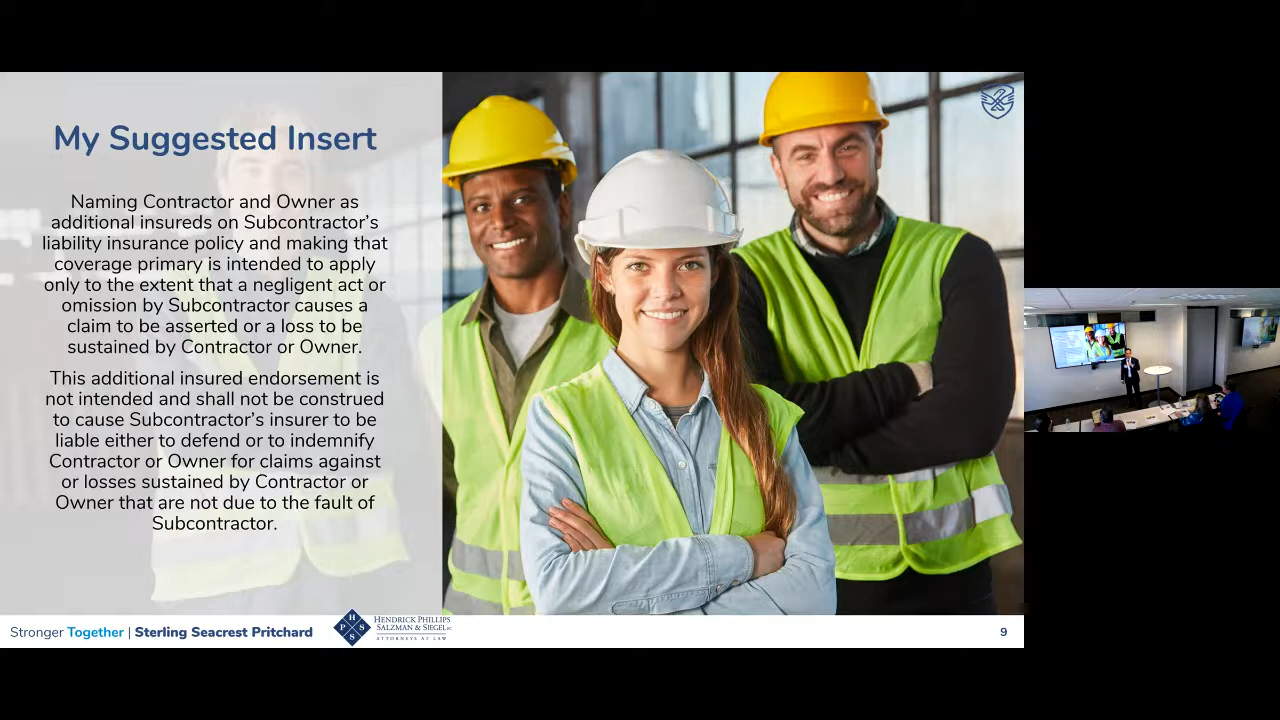 My Suggested Insert
Naming Contractor and Owner as
additional insureds on Subcontractor's
liability insurance policy and making that
coverage primary is intended to apply
only to the extent that a negligent act or
omission by Subcontractor causes a
claim to be asserted or a loss to be
sustained by Contractor or Owner.
This additional insured endorsement is
not intended and shall not be construed
to cause Subcontractor's insurer to be
liable either to defend or to indemnify
Contractor or Owner for claims against
or losses sustained by Contractor or
Owner that are not due to the fault of
Subcontractor.
Stronger Together | Sterling Seacrest Pritchard
H
P S
S
HENDRICK PHILLIPS
SALZMAN & SIEGEL PC
ATTORNEYS AT LAW
9